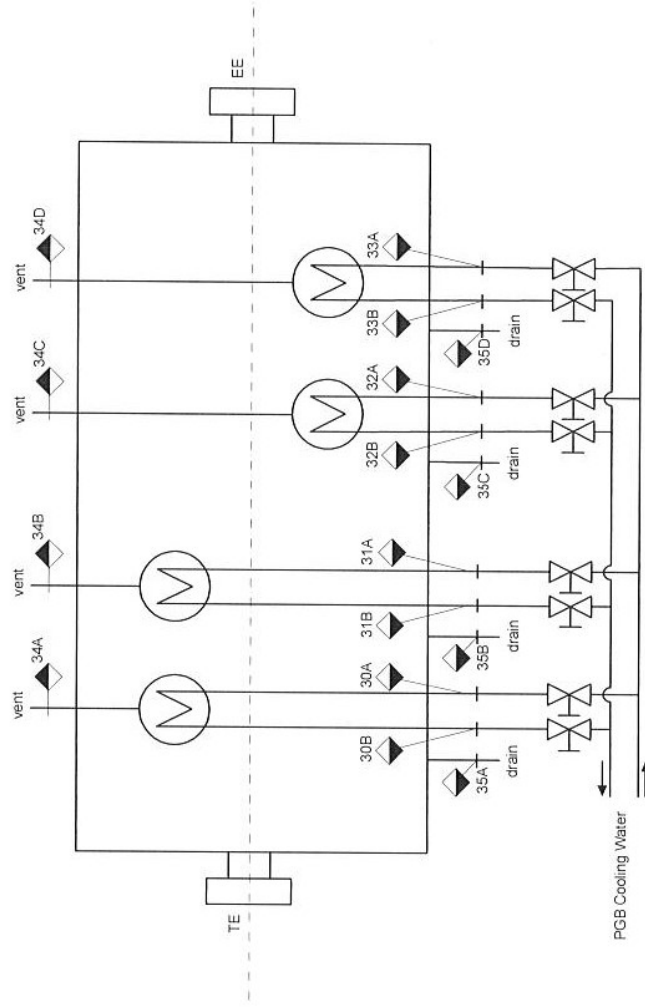 vent
34A
vent
34B
vent
34C
vent
34D
TE
EE
30B
30A
31B
31A
32B
32A
33B
33A
35A
drain
35B
drain
35C
drain
35D
drain
PGB Cooling Water